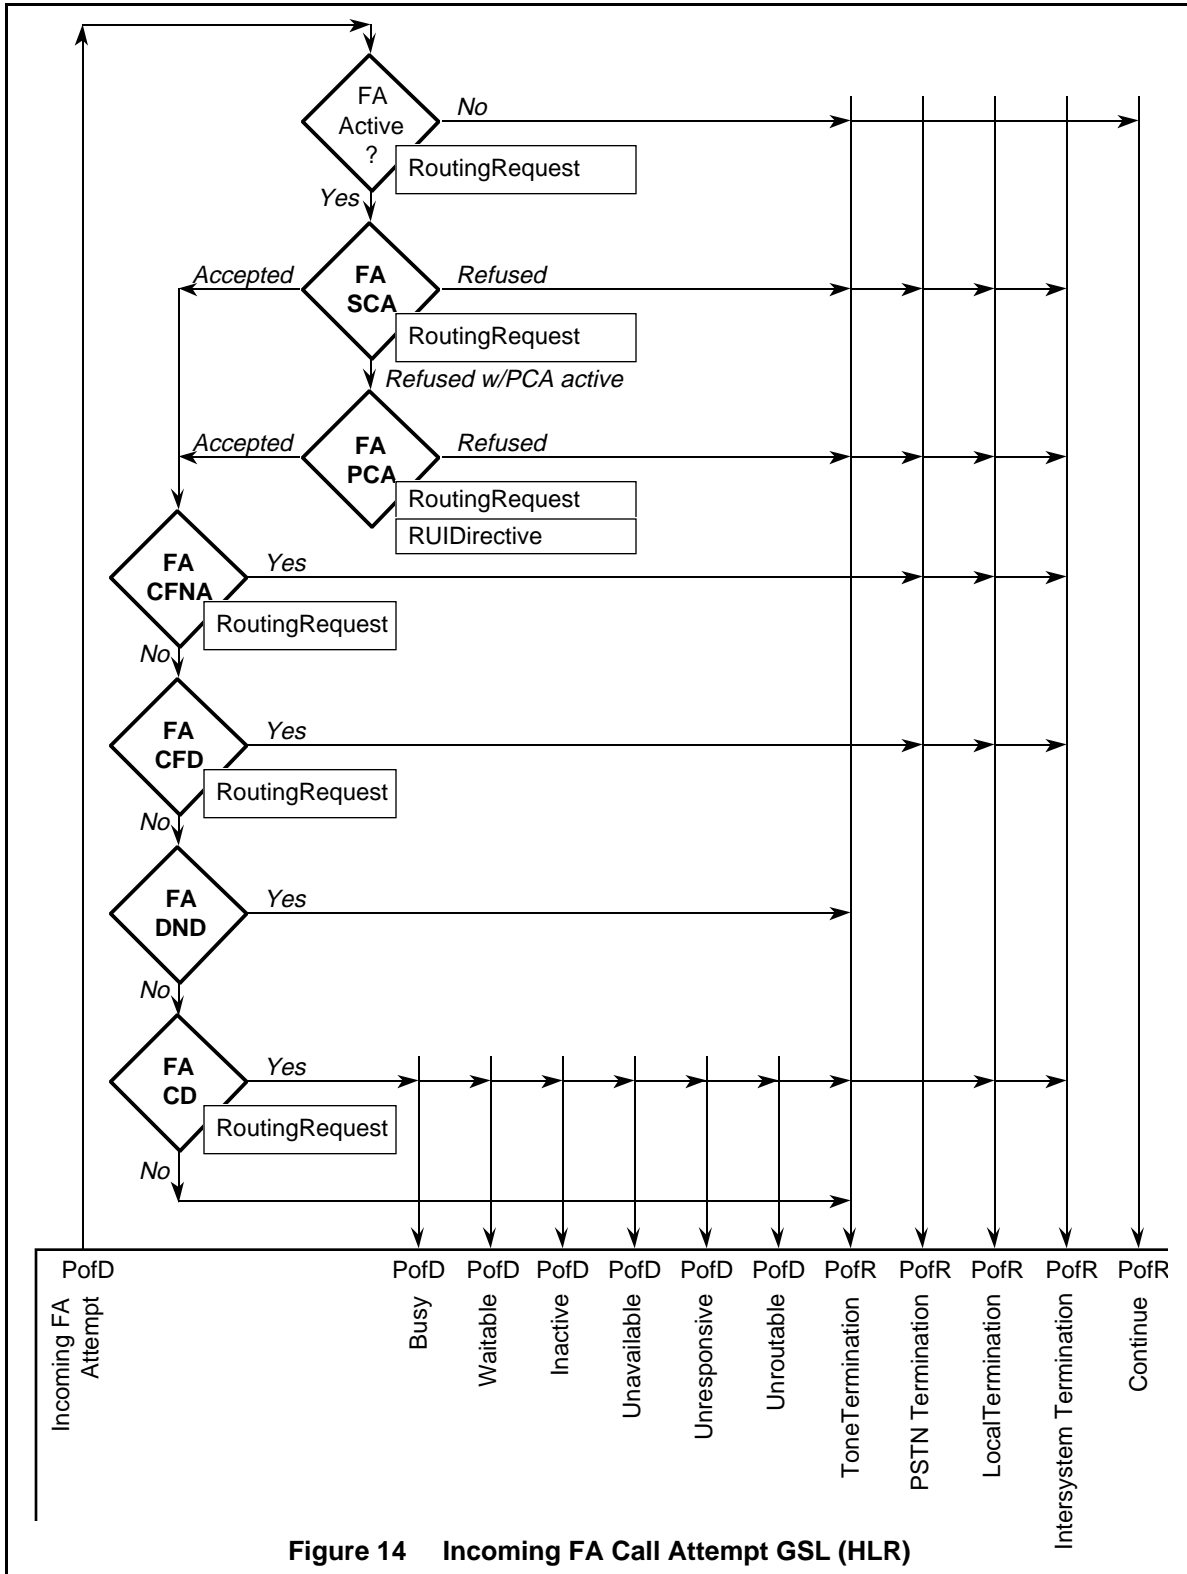 FA
Active
?
No
RoutingRequest
Yes
Accepted
FA
SCA
Refused
RoutingRequest
Refused w/PCA active
Accepted
FA
PCA
Refused
RoutingRequest
RUIDirective
FA
CFNA
Yes
RoutingRequest
No
FA
CFD
Yes
RoutingRequest
No
FA
DND
Yes
No
FA
CD
Yes
RoutingRequest
No
PofD
PofD
PofD
PofD
PofD
PofD
PofD
PofR
PofR
PofR
PofR
PofR
Incoming FA
Attempt
Busy
Waitable
Inactive
Unavailable
Unresponsive
Unroutable
ToneTermination
PSTN Termination
LocalTermination
Intersystem Termination
Continue
Figure 14 Incoming FA Call Attempt GSL (HLR)